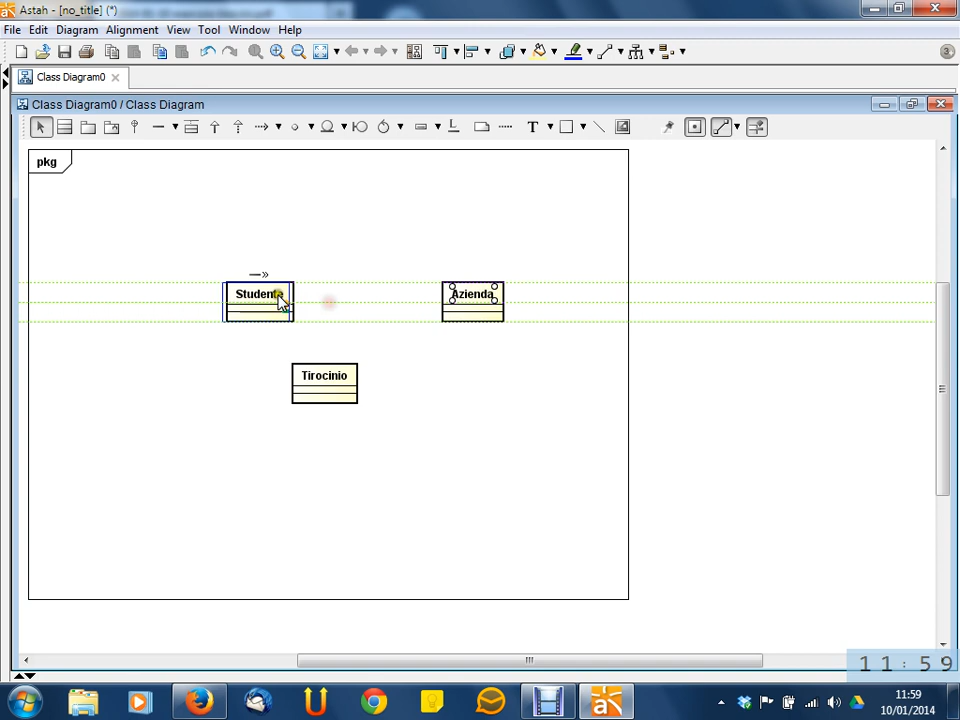 Astah - [no_title] (*)
File Edit Diagram Alignment View Tool Window Help
Class Diagram0
Class Diagram0 / Class Diagram
T
pkg
Studente
Azienda
Tirocinio
11:59
11:59
10/01/2014